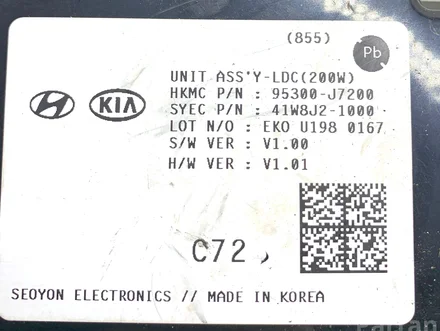 (855)
Pb
UNIT ASS'Y-LDC(200W)
HKMC P/N : 95300-J7200
KIA
SYEC P/N : 41W8J2-1000
LOT N/O : EKO U198 0167
S/W VER : V1.00
H/W VER : V1.01
C72
SEOYON ELECTRONICS // MADE IN KOREA